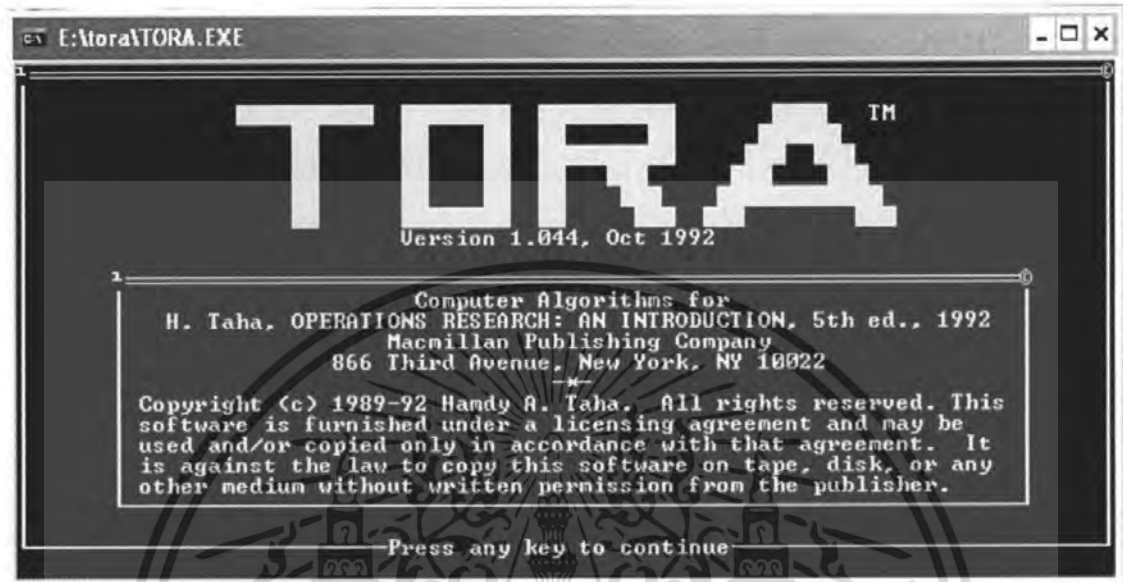 E:\tora\TORA.EXE
TORA TM
Version 1.044, Oct 1992
Computer Algorithms for
H. Taha, OPERATIONS RESEARCH: AN INTRODUCTION, 5th ed., 1992
Macmillan Publishing Company
866 Third Avenue, New York, NY 10022
Copyright (c) 1989-92 Hamdy A. Taha. All rights reserved. This
software is furnished under a licensing agreement and may be
used and/or copied only in accordance with that agreement. It
is against the law to copy this software on tape, disk, or any
other medium without written permission from the publisher.
Press any key to continue